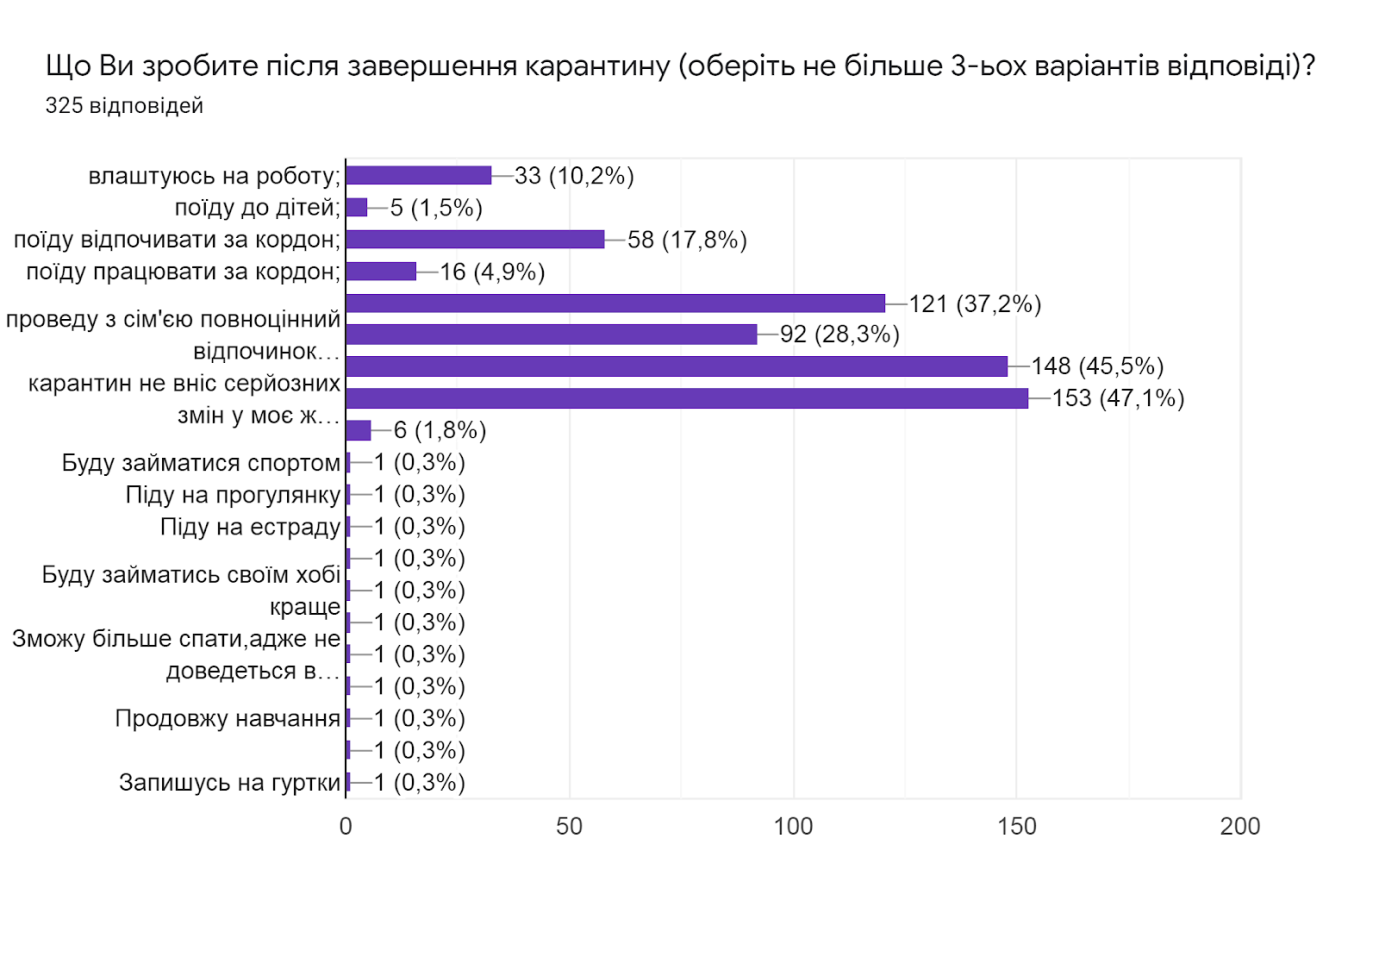 Що Ви зробите після завершення карантину (оберіть не більше 3-ьох варіантів відповіді)?
325 відповідей
влаштуюсь на роботу;
33 (10,2%)
поїду до дітей;
5 (1,5%)
поїду відпочивати за кордон;
58 (17,8%)
поїду працювати за кордон;
16 (4,9%)
121 (37,2%)
проведу з сім'єю повноцінний
92 (28,3%)
відпочинок…
148 (45,5%)
карантин не вніс серйозних
153 (47,1%)
змін у моє ж…
6 (1,8%)
Буду займатися спортом
1 (0,3%)
Піду на прогулянку
1 (0,3%)
Піду на естраду
1 (0,3%)
1 (0,3%)
Буду займатись своїм хобі
1 (0,3%)
краще
1 (0,3%)
Зможу більше спати,адже не
1 (0,3%)
доведеться в…
1 (0,3%)
Продовжу навчання
1 (0,3%)
1 (0,3%)
Запишусь на гуртки
1 (0,3%)
0
50
100
150
200